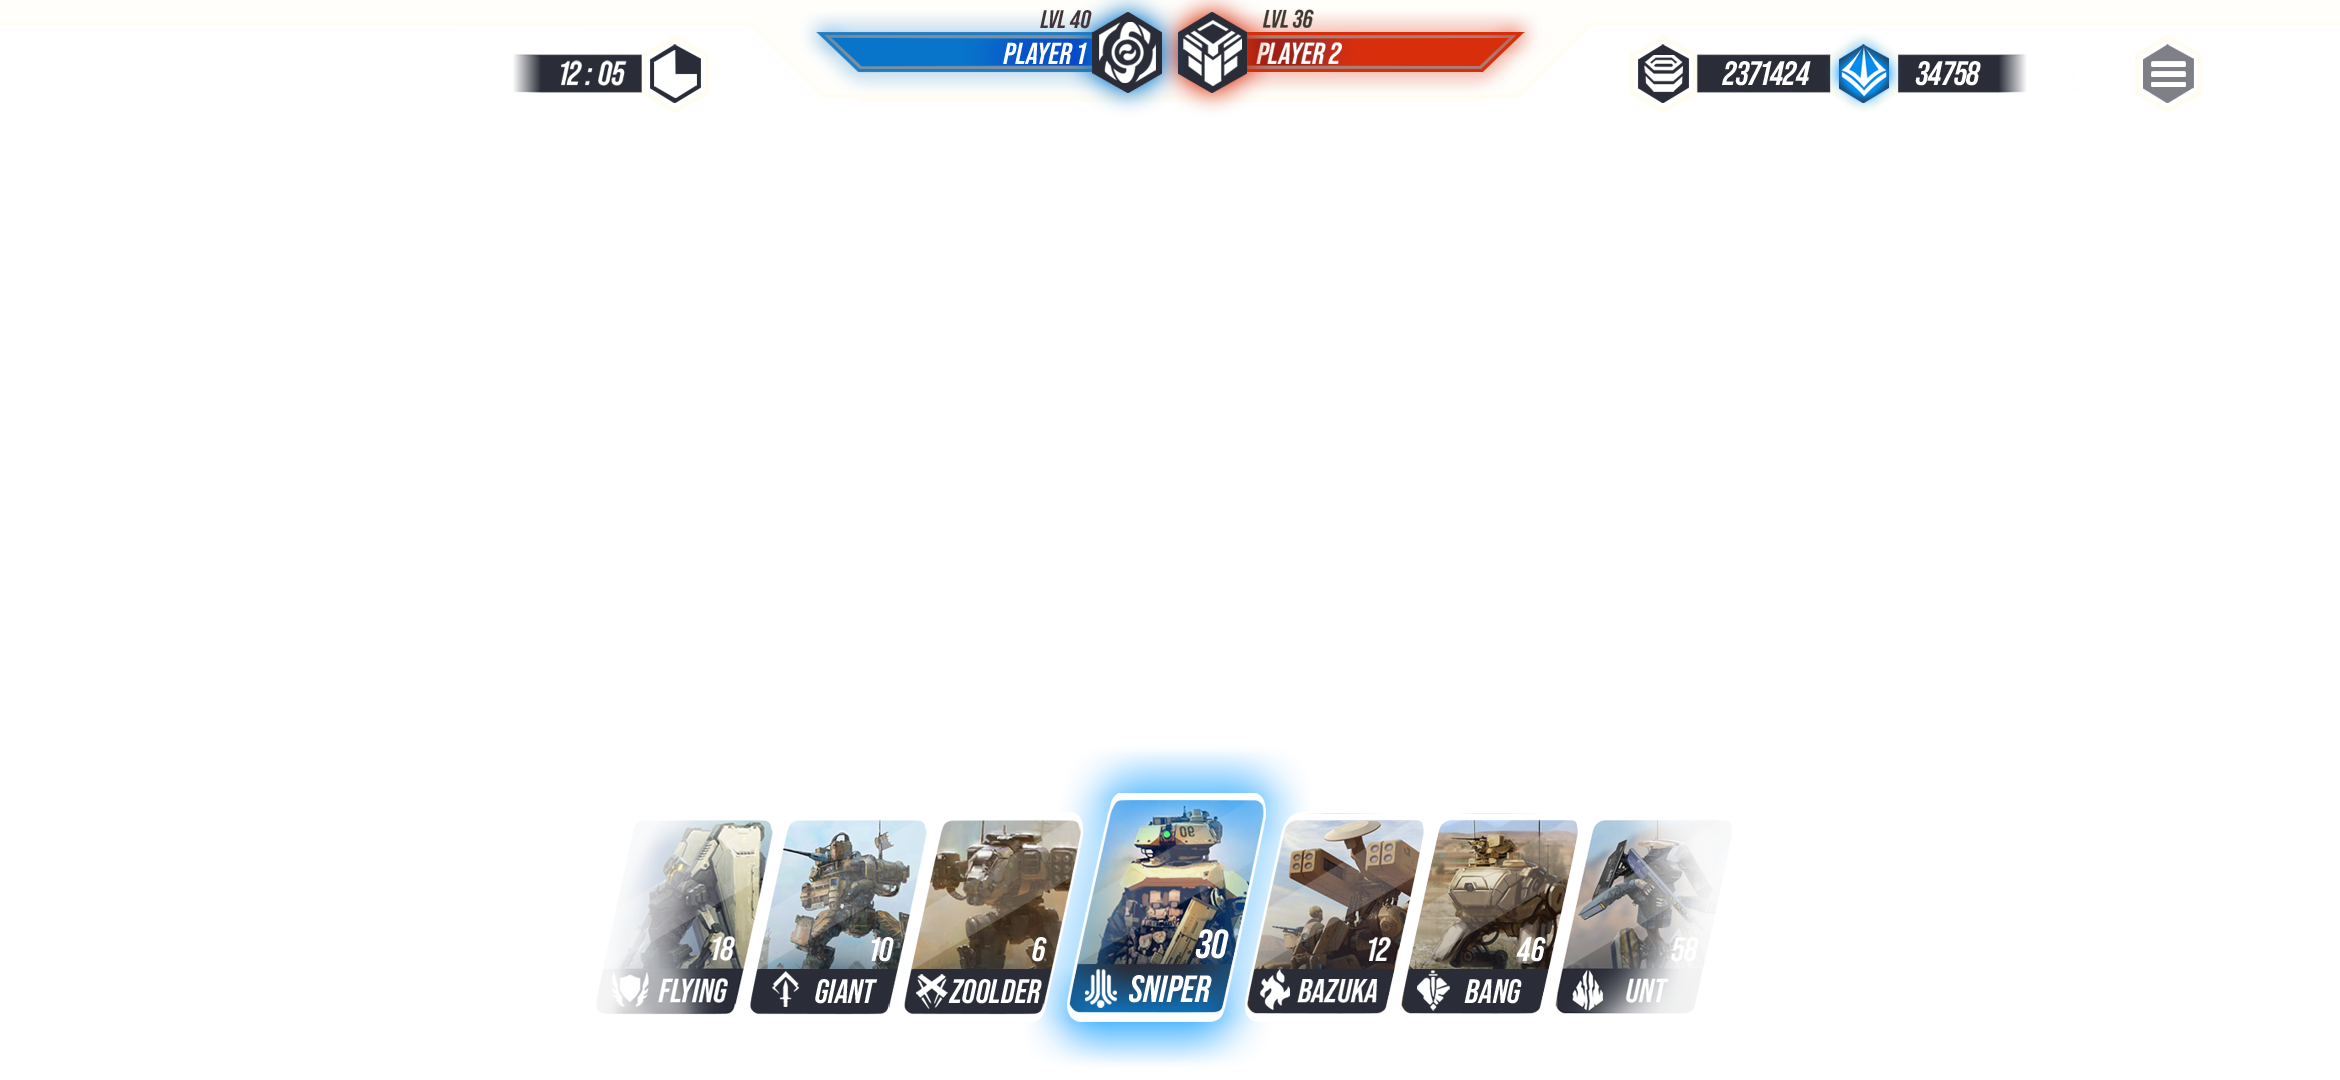 LVL 40
LVL 36
PLAYER 1
PLAYER 2
12 : 05
2371424
34758
18
10
6
30
12
46
58
FLYING
GIANT
ZOOLDER
SNIPER
BAZUKA
BANG
UNT